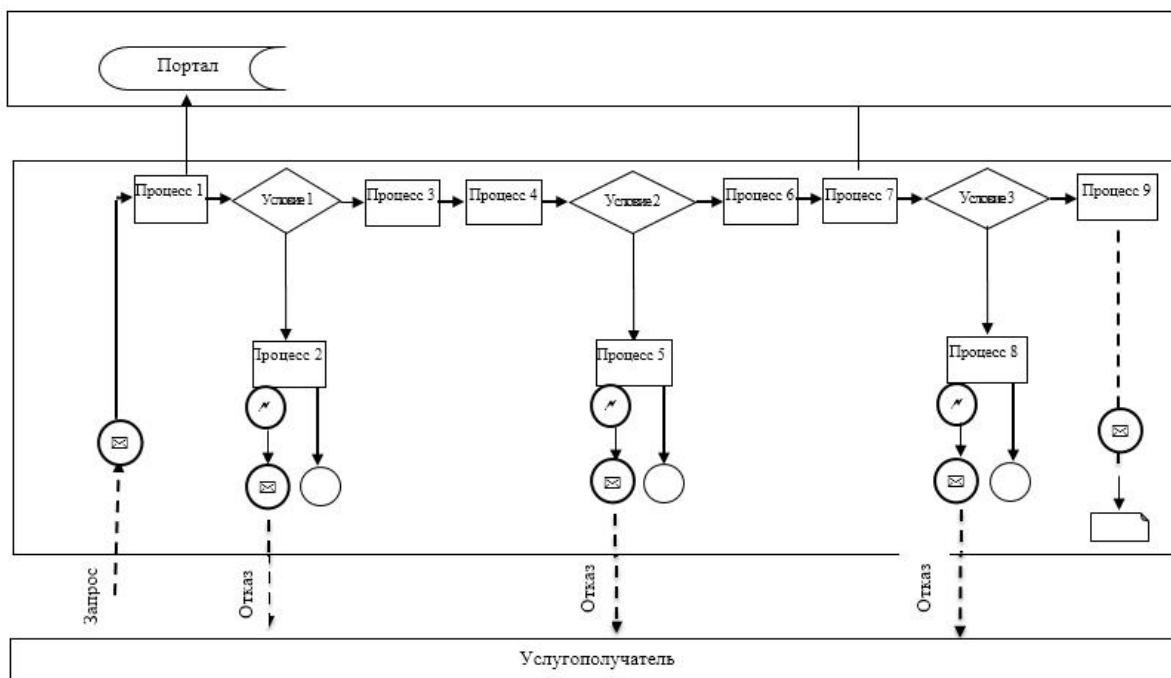 Портал
Процесс 1
Условие 1
Процесс 3
Процесс 4
Условие 2
Процесс 6
Процесс 7
Условие 3
Процесс 9
Процесс 2
Процесс 5
Процесс 8
Запрос
Отказ
Отказ
Отказ
Услугополучатель